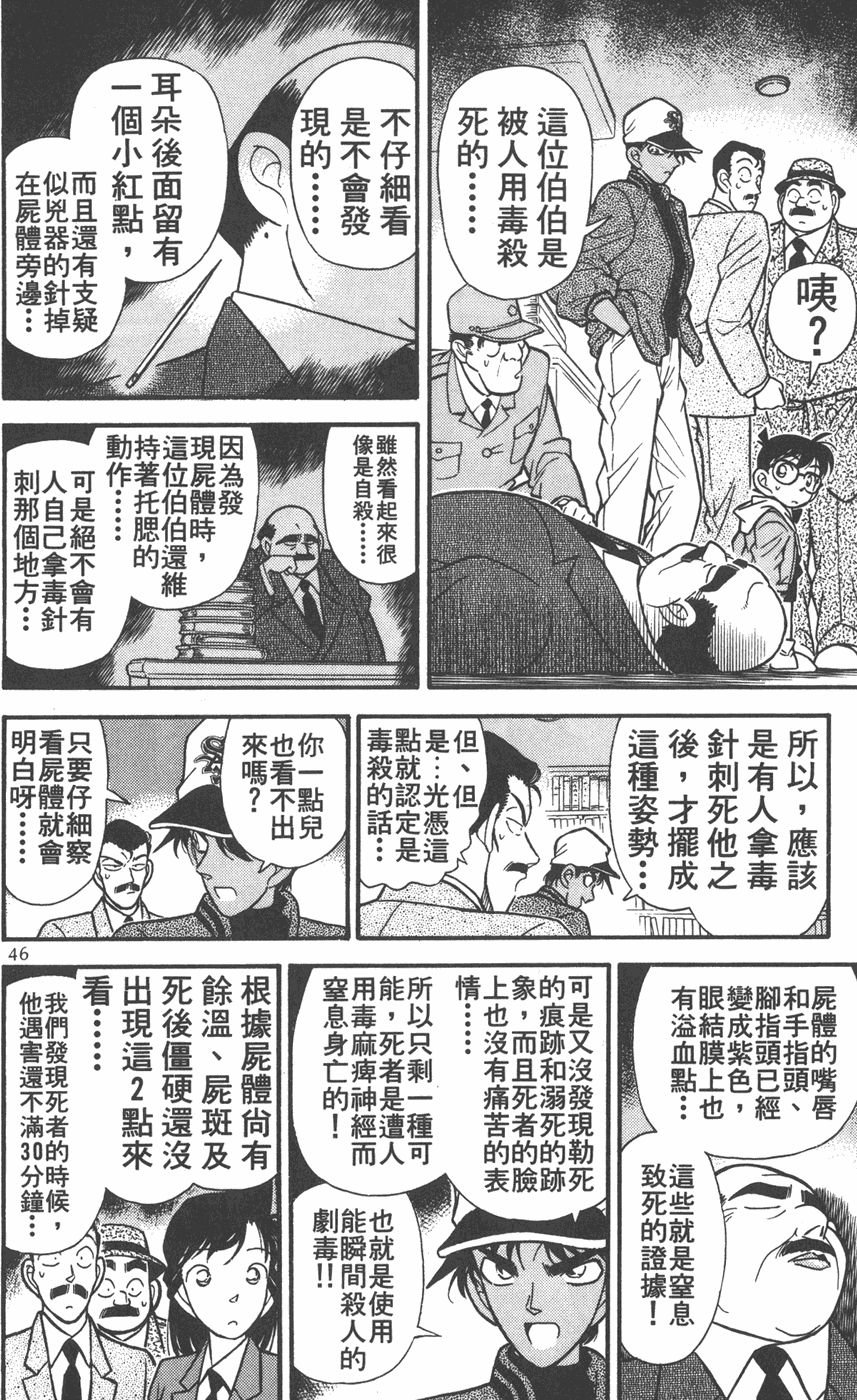 這位伯伯是
被人用毒殺
死的……
咦?
不仔細看
是不會發
現的……
耳朵後面留有
一個小紅點，
而且還有支疑
似兇器的針掉
在屍體旁邊…
雖然看起來很
像是自殺……
因為發
現屍體時，
這位伯伯還維
持著托腮的
動作……
可是絕不會有
人自己拿毒針
刺那個地方…
所以，應該
是有人拿毒
針刺死他之
後，才擺成
這種姿勢…
但、但
是…光憑這
點就認定是
毒殺的話…
你一點兒
也看不出
來嗎?
只要仔細察
看屍體就會
明白呀……
46
屍體的嘴唇
和手指頭、
腳指頭已經
變成紫色，
眼結膜上也
有溢血點…
這些就是窒息
致死的證據！
可是又沒發現勒死
的痕跡和溺死的跡
象，而且死者的臉
上也沒有痛苦的表
情……
所以只剩一種可
能，死者是遭人
用毒麻痺神經而
窒息身亡的！
也就是使用
能瞬間殺人的
劇毒!!
根據屍體尚有
餘溫、屍斑及
死後僵硬還沒
出現這2點來
看……
我們發現死者的時候，
他遇害還不滿30分鐘…